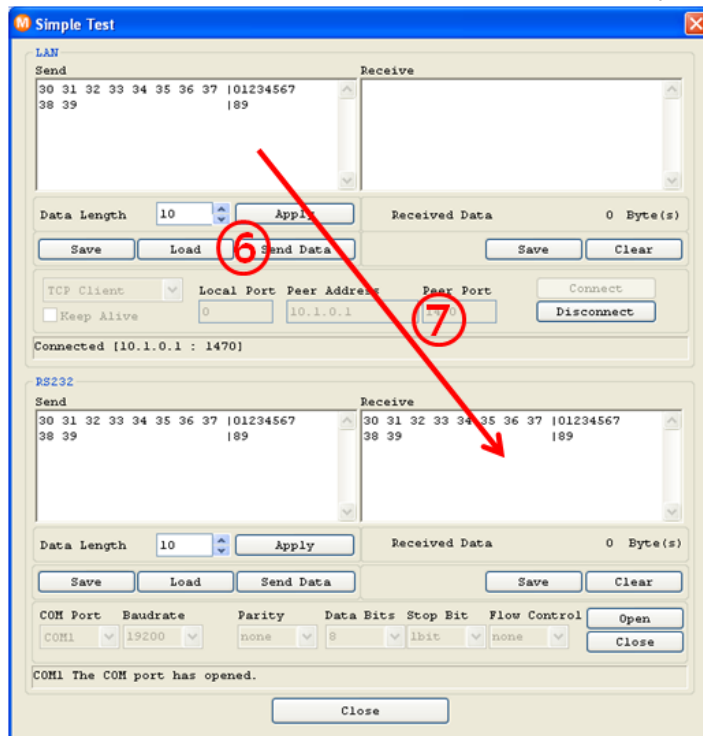 Simple Test
LAN
Send Receive
30 31 32 33 34 35 36 37 |01234567
38 39 |89
Data Length 10 Apply Received Data 0 Byte(s)
Save Load Send Data Save Clear
⑥
TCP Client Local Port Peer Address Peer Port Connect
Keep Alive 0 10.1.0.1 Disconnect
⑦
Connected [10.1.0.1 : 1470]
RS232
Send Receive
30 31 32 33 34 35 36 37 |01234567 30 31 32 33 34 35 36 37 |01234567
38 39 |89 38 39 |89
Data Length 10 Apply Received Data 0 Byte(s)
Save Load Send Data Save Clear
COM Port Baudrate Parity Data Bits Stop Bit Flow Control Open
COM1 19200 none 8 1bit none Close
COM1 The COM port has opened.
Close